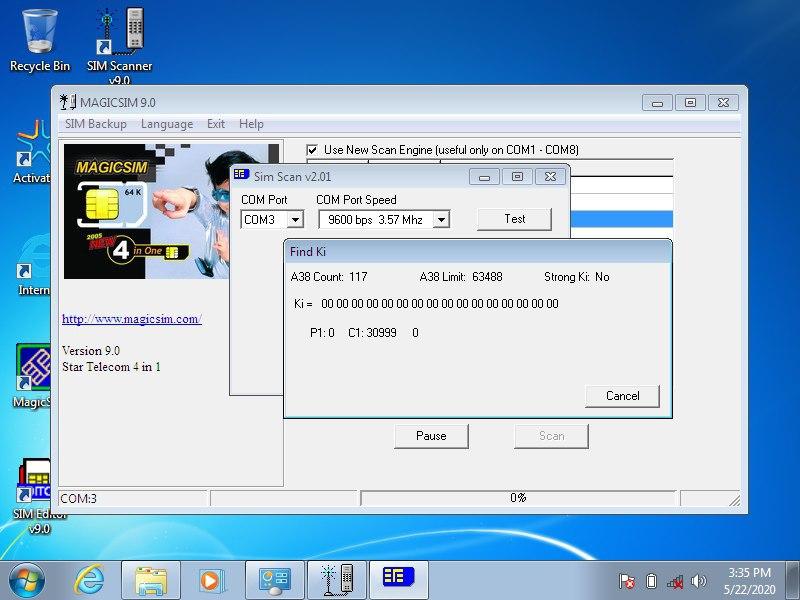 Recycle Bin
SIM Scanner
v9.0
MAGICSIM 9.0
SIM Backup Language Exit Help
Activat
MAGICSIM
64 K
2005
NEW
4 in One
Use New Scan Engine (useful only on COM1 - COM8)
Sim Scan v2.01
COM Port COM Port Speed
COM3 9600 bps 3.57 Mhz Test
Find Ki
A38 Count: 117 A38 Limit: 63488 Strong Ki: No
Ki = 00 00 00 00 00 00 00 00 00 00 00 00 00 00 00 00
P1: 0 C1: 30999 0
Cancel
Intern
http://www.magicsim.com/
Version 9.0
Star Telecom 4 in 1
MagicS
Pause Scan
COM:3 0%
SIM Editor
v9.0
3:35 PM
5/22/2020